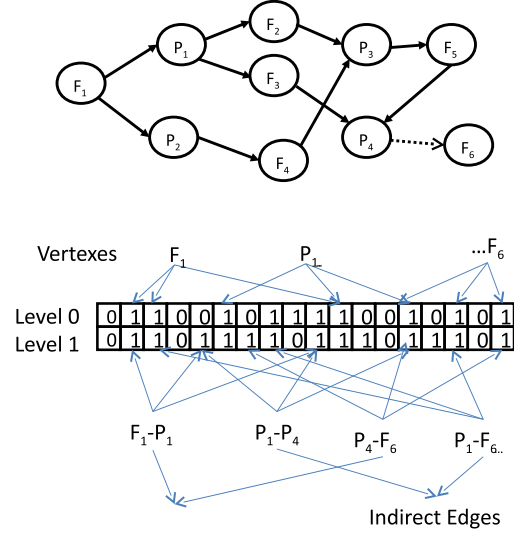 F2
P1
P3
F5
F3
F1
P2
P4
F4
F6
Vertexes
F1
P1..
...F6
Level 0
0 1 1 0 0 1 0 1 1 1 1 0 0 1 0 1 0 1
Level 1
0 1 1 0 1 1 1 1 0 1 1 1 1 1 0 1 0 1
F1-P1
P1-P4
P4-F6
P1-F6..
Indirect Edges